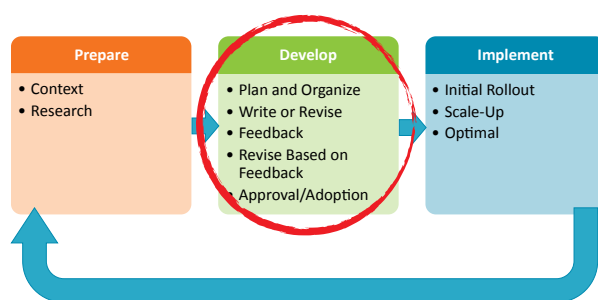 Prepare
• Context
• Research
Develop
• Plan and Organize
• Write or Revise
• Feedback
• Revise Based on
Feedback
• Approval/Adoption
Implement
• Initial Rollout
• Scale-Up
• Optimal